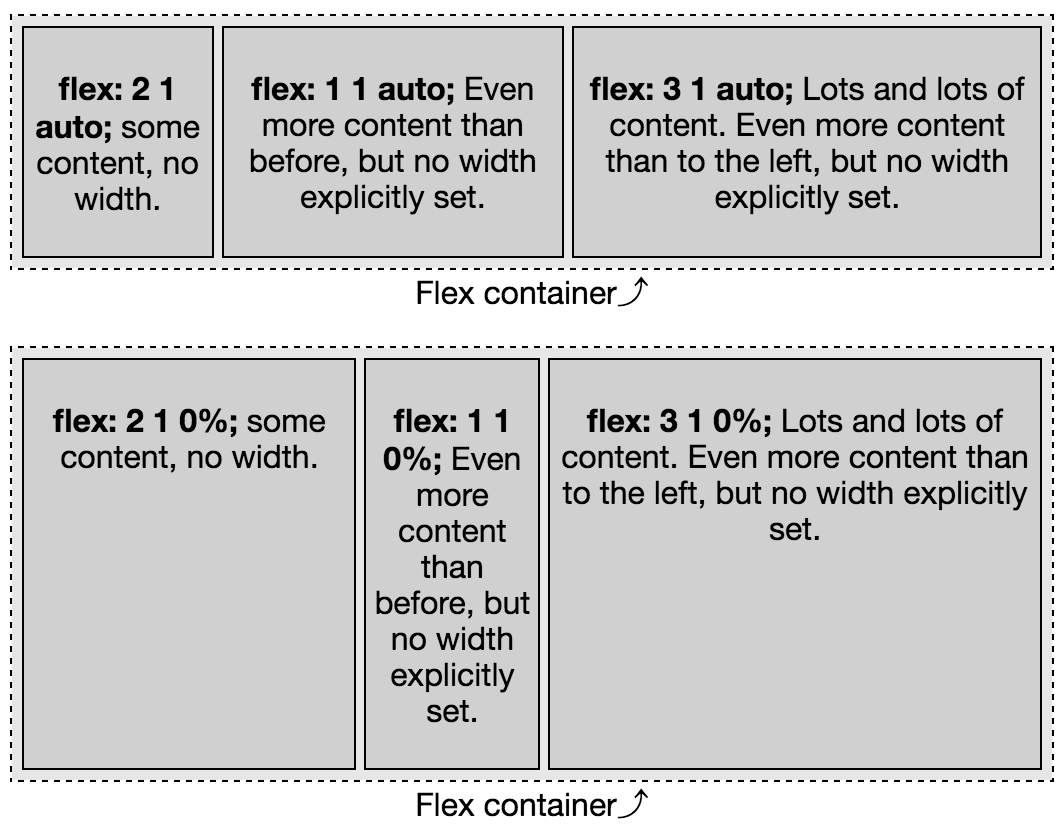 flex: 2 1
auto; some
content, no
width.
flex: 1 1 auto; Even
more content than
before, but no width
explicitly set.
flex: 3 1 auto; Lots and lots of
content. Even more content
than to the left, but no width
explicitly set.
Flex container⤴
flex: 2 1 0%; some
content, no width.
flex: 1 1
0%; Even
more
content
than
before, but
no width
explicitly
set.
flex: 3 1 0%; Lots and lots of
content. Even more content than
to the left, but no width explicitly
set.
Flex container⤴